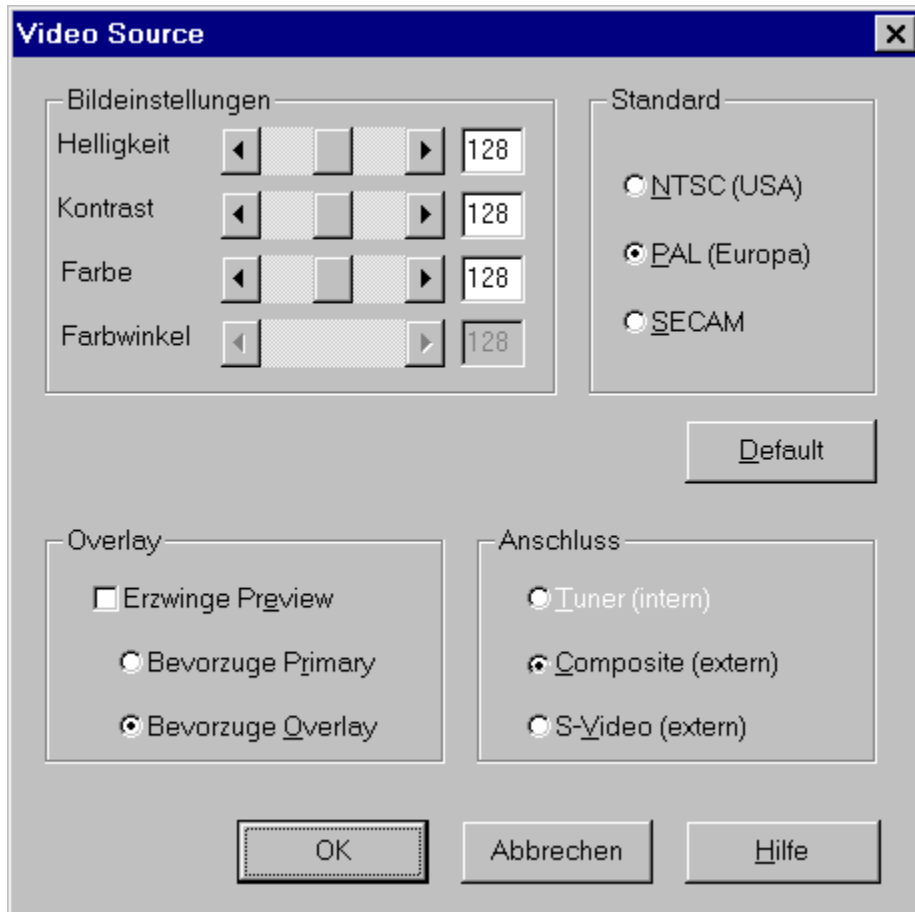 Video Source
Bildeinstellungen
Helligkeit 128
Kontrast 128
Farbe 128
Farbwinkel 128
Standard
NTSC (USA)
PAL (Europa)
SECAM
Default
Overlay
Erzwinge Preview
Bevorzuge Primary
Bevorzuge Overlay
Anschluss
Tuner (intern)
Composite (extern)
S-Video (extern)
OK
Abbrechen
Hilfe